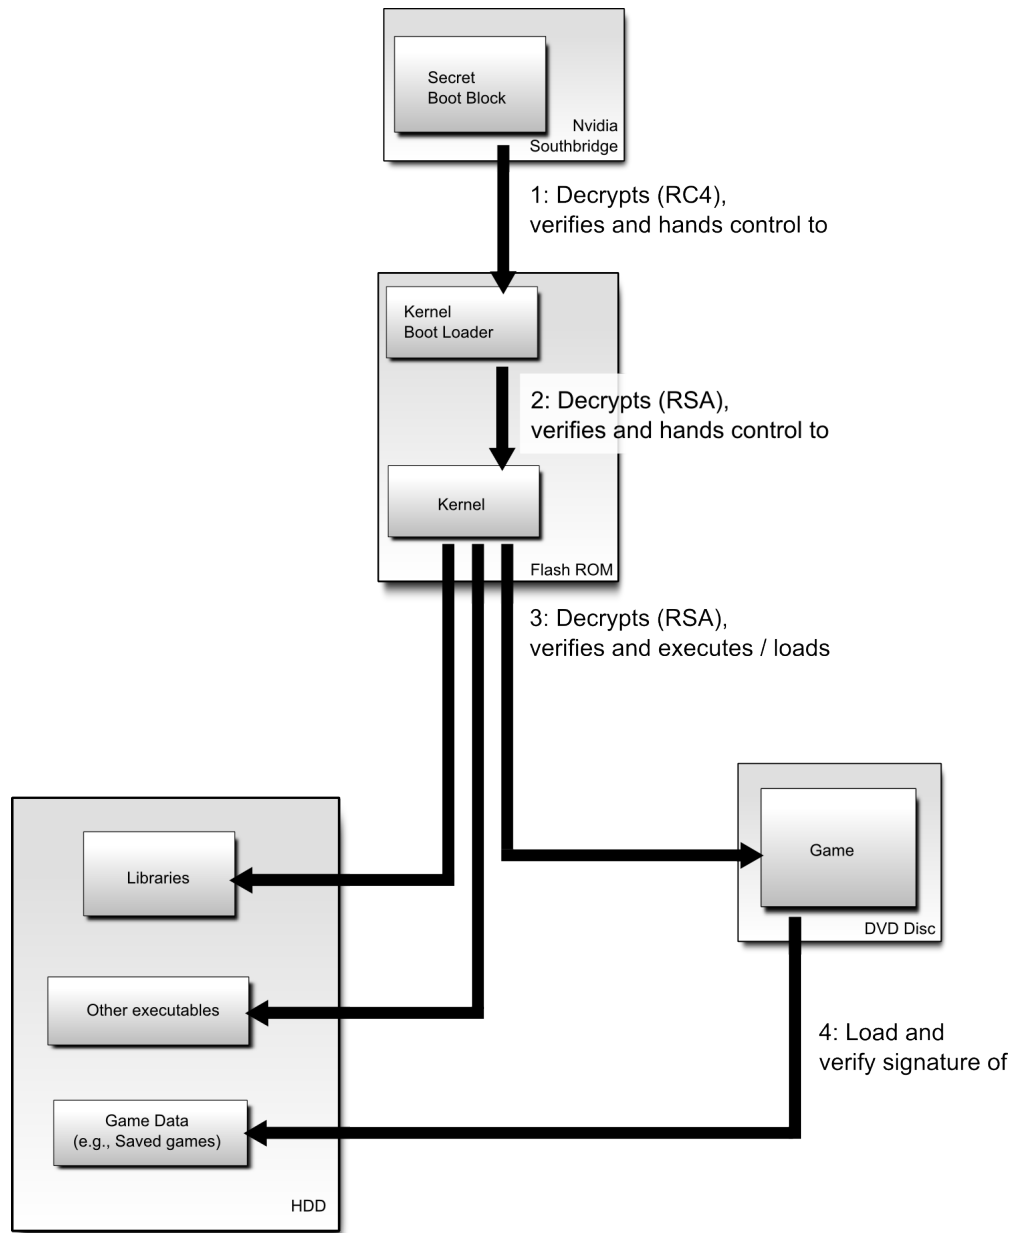 Secret
Boot Block
Nvidia
Southbridge
1: Decrypts (RC4),
verifies and hands control to
Kernel
Boot Loader
2: Decrypts (RSA),
verifies and hands control to
Kernel
Flash ROM
3: Decrypts (RSA),
verifies and executes / loads
Libraries
Game
DVD Disc
Other executables
4: Load and
verify signature of
Game Data
(e.g., Saved games)
HDD